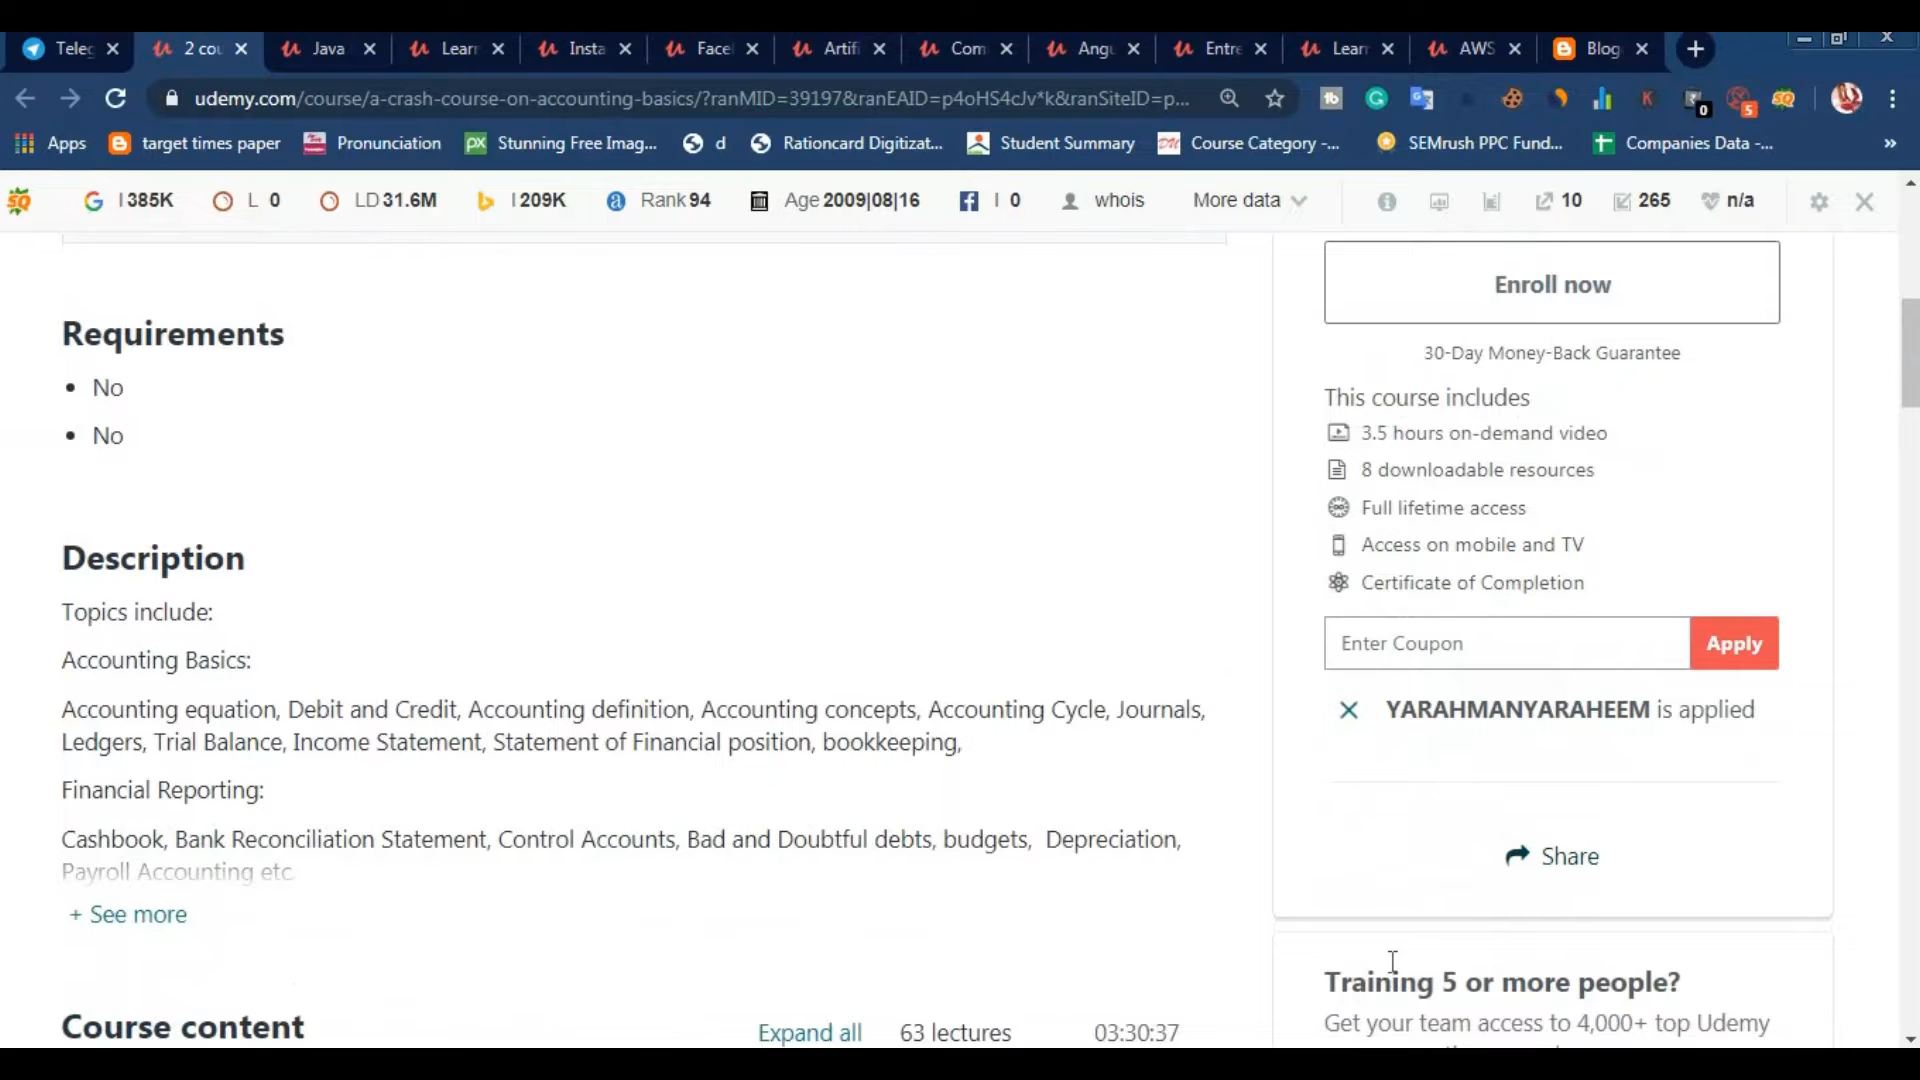 Teleg
2 cou
Java
Lear
Insta
Face
Artifi
Com
Angu
Entre
Lear
AWS
Blog
udemy.com/course/a-crash-course-on-accounting-basics/?ranMID=39197&ranEAID=p4oHS4cJv*k&ranSiteID=p...
0
5
Apps
target times paper
Pronunciation
Stunning Free Imag...
d
Rationcard Digitizat...
Student Summary
Course Category -...
SEMrush PPC Fund...
Companies Data -...
»
SQ
I 385K
L 0
LD 31.6M
I 209K
Rank 94
Age 2009|08|16
I 0
whois
More data
10
265
n/a
Requirements
• No
• No
Description
Topics include:
Accounting Basics:
Accounting equation, Debit and Credit, Accounting definition, Accounting concepts, Accounting Cycle, Journals,
Ledgers, Trial Balance, Income Statement, Statement of Financial position, bookkeeping,
Financial Reporting:
Cashbook, Bank Reconciliation Statement, Control Accounts, Bad and Doubtful debts, budgets, Depreciation,
Payroll Accounting etc.
+ See more
Course content
Expand all
63 lectures
03:30:37
Enroll now
30-Day Money-Back Guarantee
This course includes
3.5 hours on-demand video
8 downloadable resources
Full lifetime access
Access on mobile and TV
Certificate of Completion
Enter Coupon
Apply
YARAHMANYARAHEEM is applied
Share
Training 5 or more people?
Get your team access to 4,000+ top Udemy